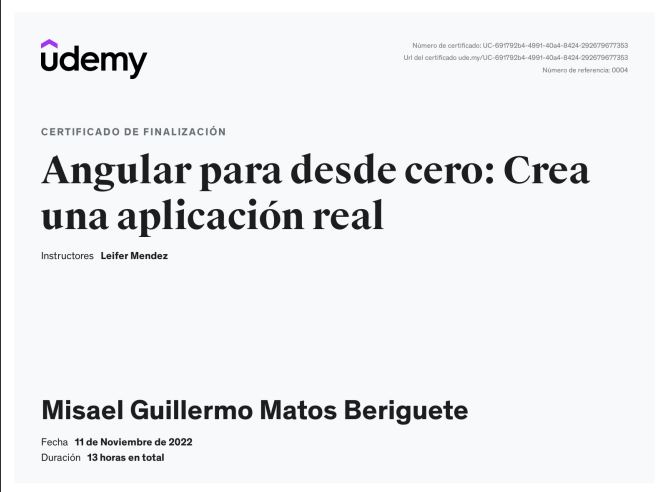 udemy
Número de certificado: UC-691792b4-4991-40a4-8424-292679677353
Url del certificado ude.my/UC-691792b4-4991-40a4-8424-292679677353
Número de referencia: 0004
CERTIFICADO DE FINALIZACIÓN
Angular para desde cero: Crea
una aplicación real
Instructores Leifer Mendez
Misael Guillermo Matos Beriguete
Fecha 11 de Noviembre de 2022
Duración 13 horas en total